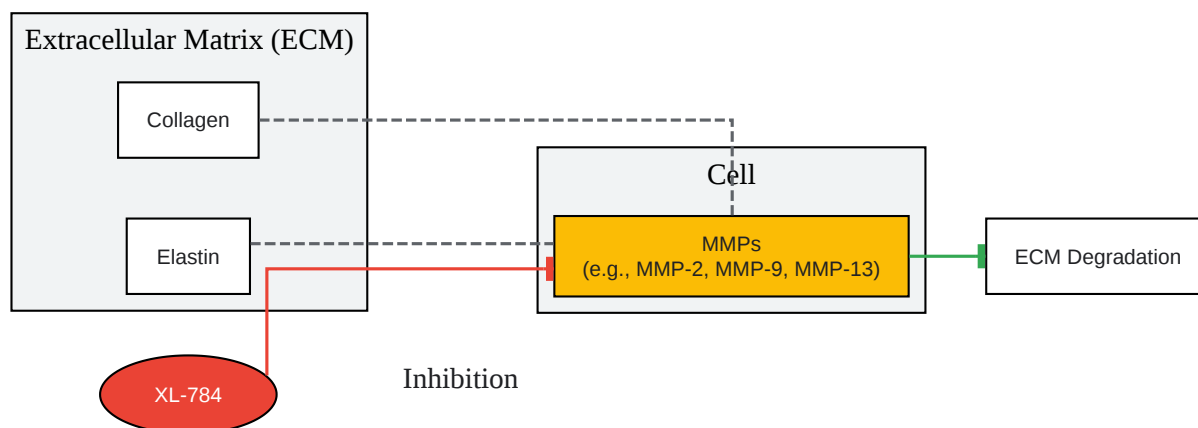 Extracellular Matrix (ECM)
Collagen
Elastin
Cell
MMPs
(e.g., MMP-2, MMP-9, MMP-13)
ECM Degradation
XL-784
Inhibition